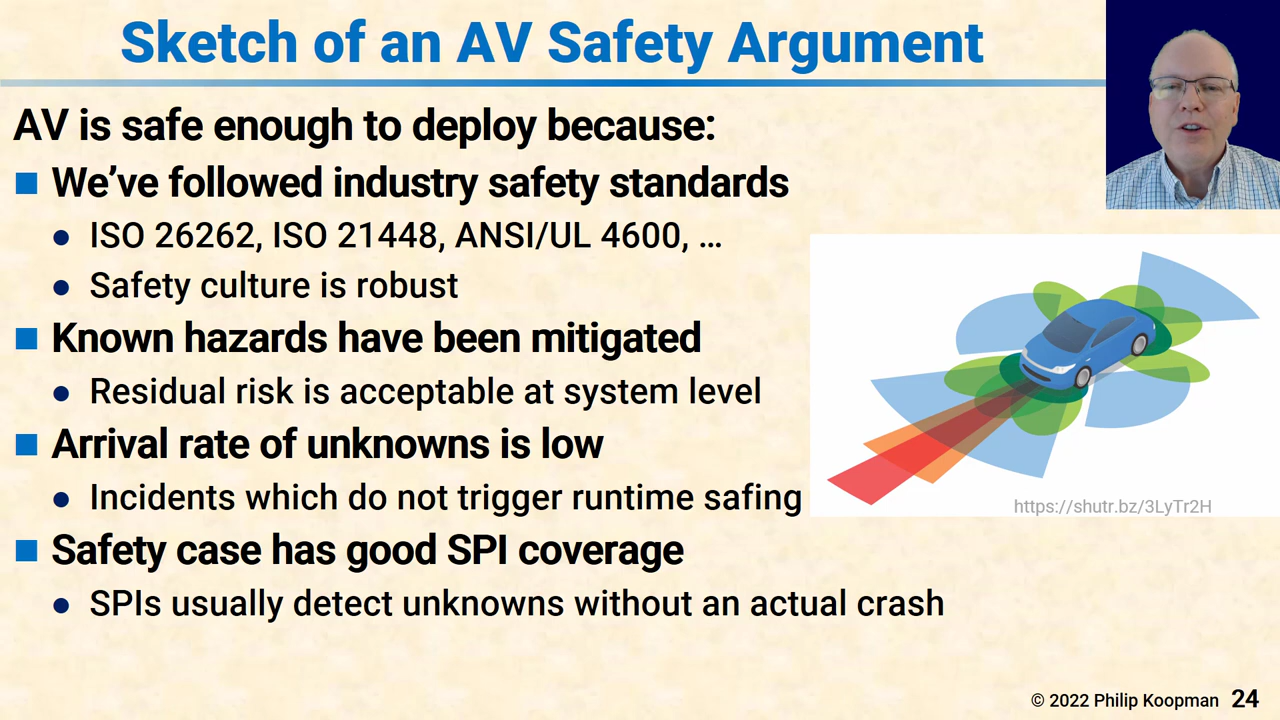 Sketch of an AV Safety Argument
AV is safe enough to deploy because:
We’ve followed industry safety standards
ISO 26262, ISO 21448, ANSI/UL 4600, …
Safety culture is robust
Known hazards have been mitigated
Residual risk is acceptable at system level
Arrival rate of unknowns is low
Incidents which do not trigger runtime safing
Safety case has good SPI coverage
SPIs usually detect unknowns without an actual crash
https://shutr.bz/3LyTr2H
© 2022 Philip Koopman 24